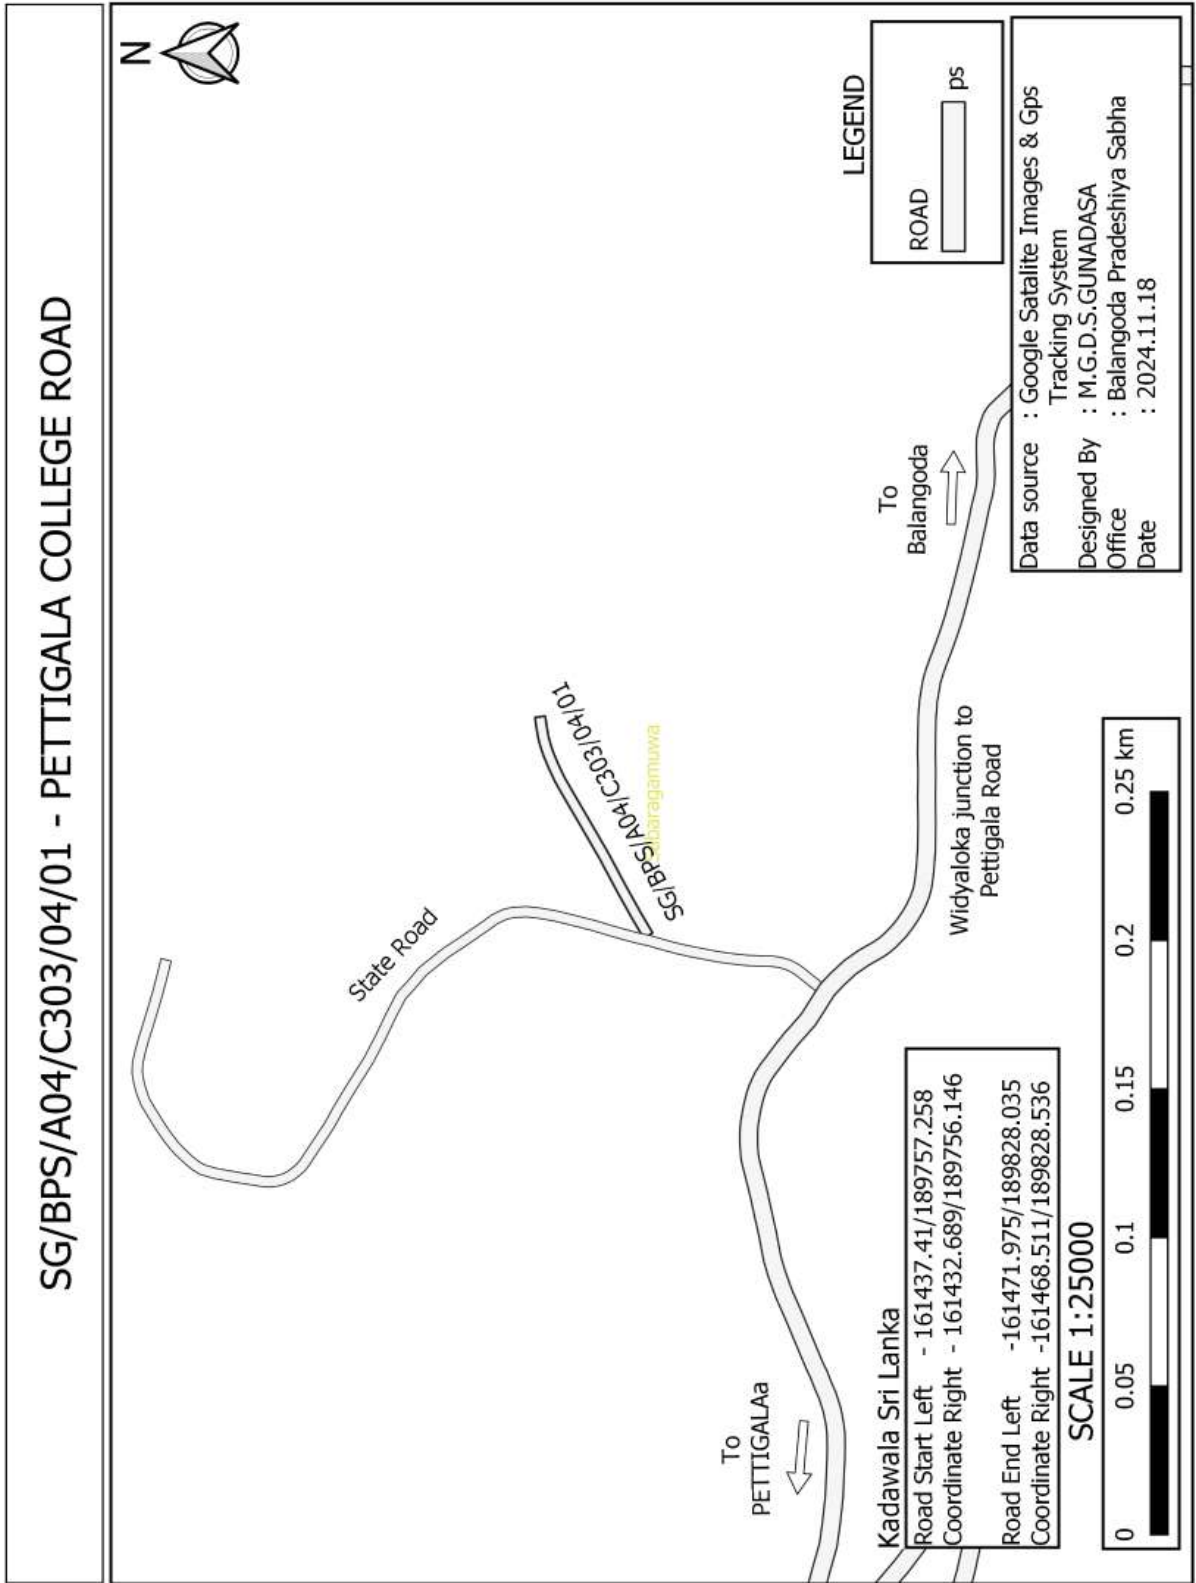 SG/BPS/A04/C303/04/01 - PETTIGALA COLLEGE ROAD
N
State Road
SG/BPS/A04/C303/04/01
Sabaragamuwa
To
PETTIGALAa
To
Balangoda
Widyaloka junction to
Pettigala Road
LEGEND
ROAD
ps
Kadawala Sri Lanka
Road Start Left - 161437.41/189757.258
Coordinate Right - 161432.689/189756.146
Road End Left -161471.975/189828.035
Coordinate Right -161468.511/189828.536
SCALE 1:25000
0 0.05 0.1 0.15 0.2 0.25 km
Data source : Google Satalite Images & Gps
Tracking System
Designed By : M.G.D.S.GUNADASA
Office : Balangoda Pradeshiya Sabha
Date : 2024.11.18